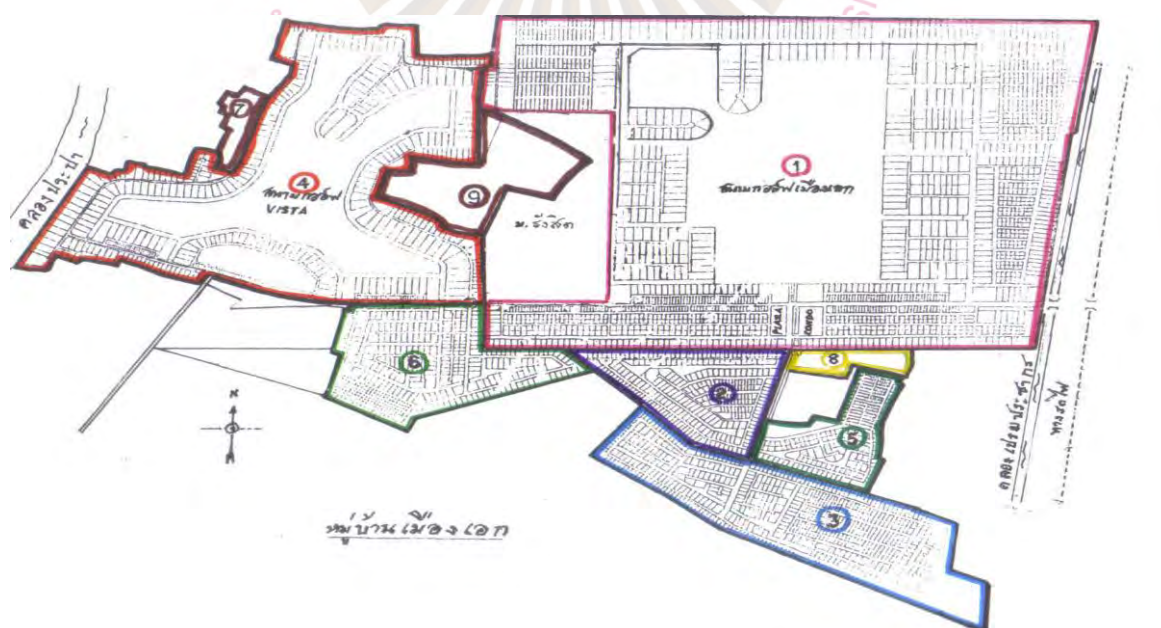 7
คลองประปา
4
สนามกอล์ฟ
VISTA
9
ม. รังสิต
1
สนามกอล์ฟเมืองเอก
PLAZA
CONDO
6
2
8
5
3
คลองเปรมประชากร
ทางรถไฟ
หมู่บ้านเมืองเอก